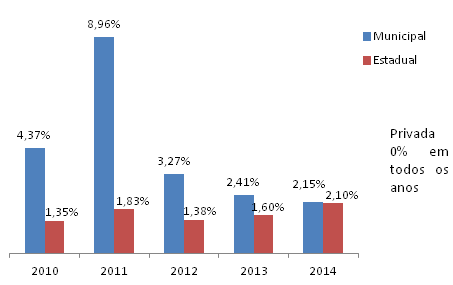 8,96%
Municipal
Estadual
4,37%
3,27%
2,41%
2,15%
2,10%
1,35%
1,83%
1,38%
1,60%
Privada
0% em
todos os
anos
2010 2011 2012 2013 2014